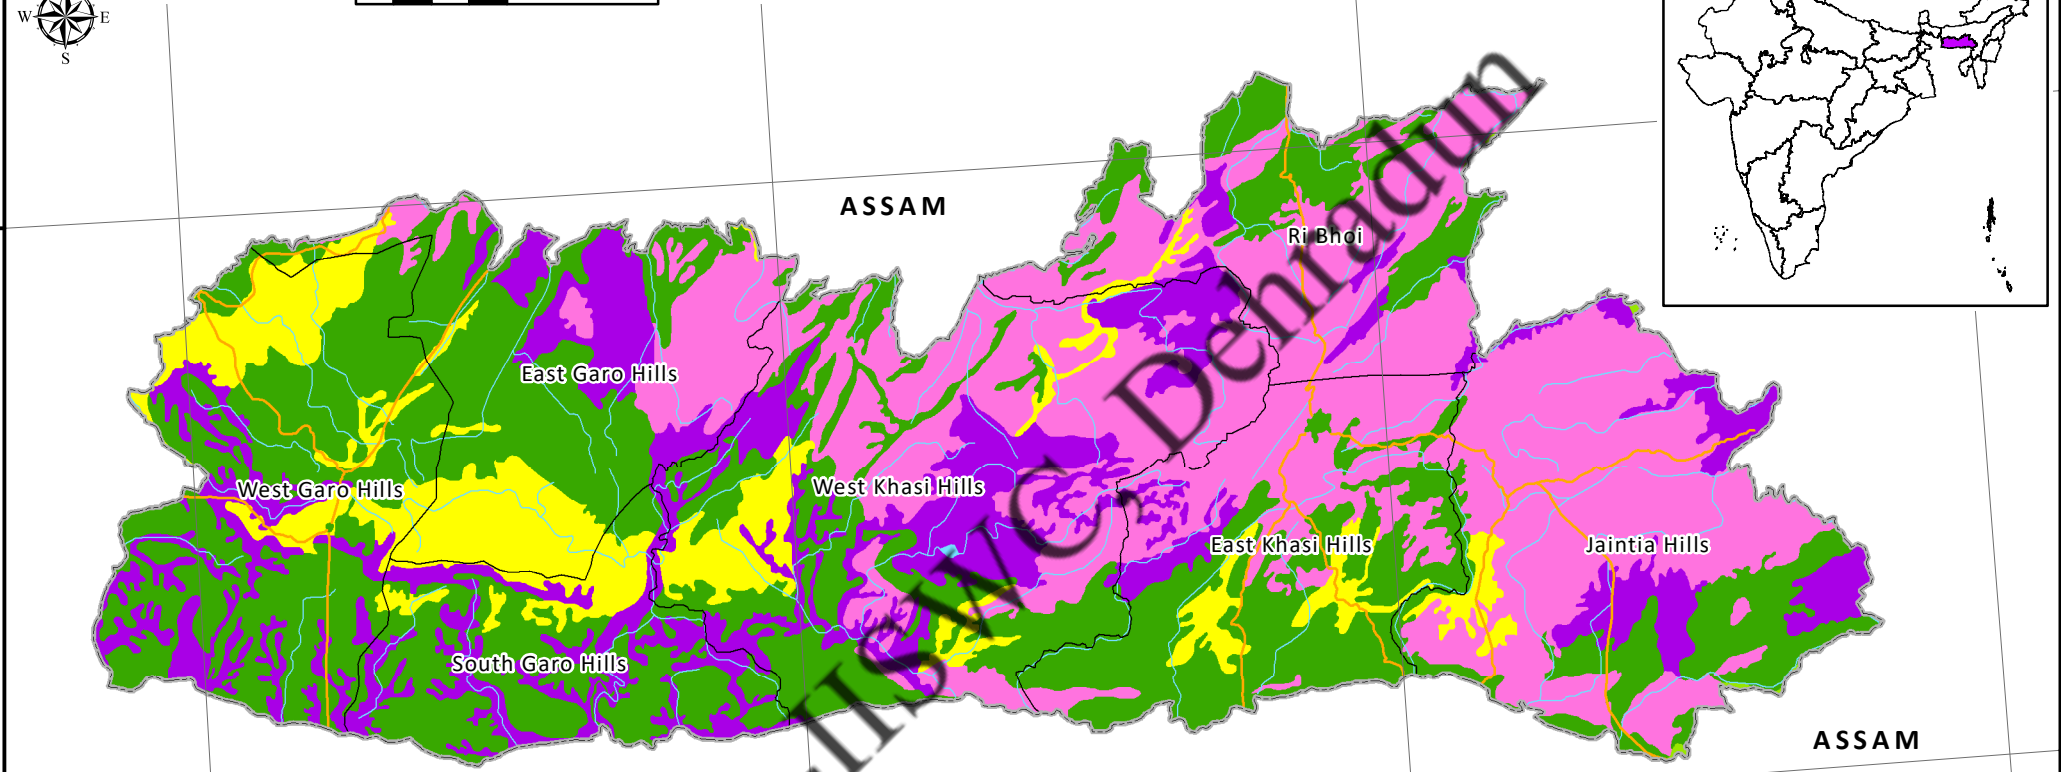 W E
S
ASSAM
Ri Bhoi
East Garo Hills
West Garo Hills
West Khasi Hills
East Khasi Hills
Jaintia Hills
South Garo Hills
ASSAM
IISWC, Dehradun